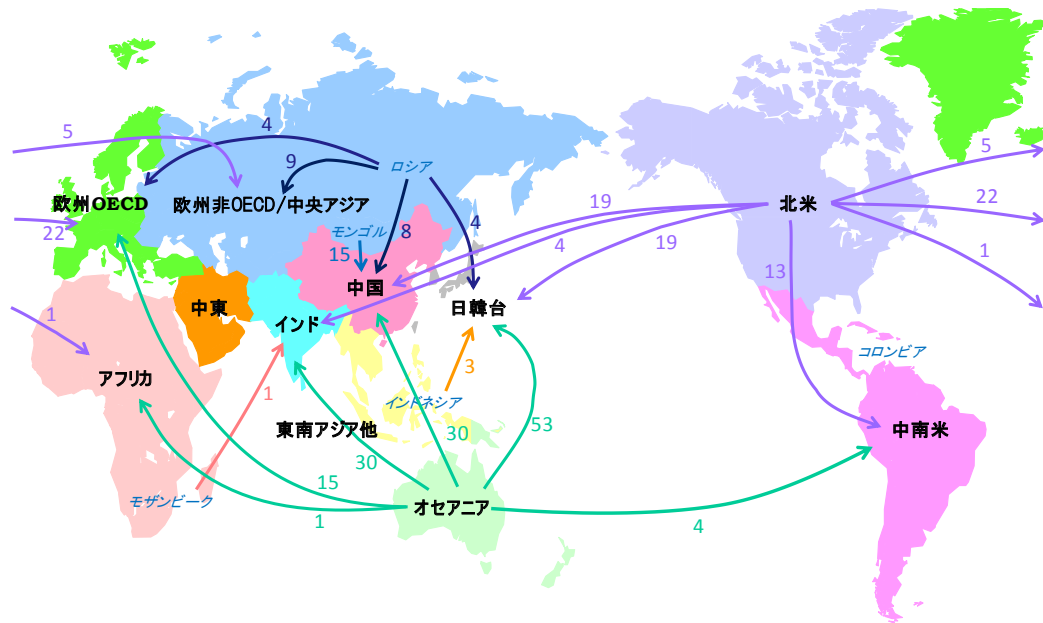 4
5
5
9
ロシア
欧州OECD
欧州非OECD/中央アジア
19
北米
22
モンゴル
8
4
22
15
4
19
1
中国
13
中東
日韓台
インド
1
コロンビア
アフリカ
3
1
インドネシア
東南アジア他
30
53
中南米
30
15
モザンビーク
オセアニア
1
4